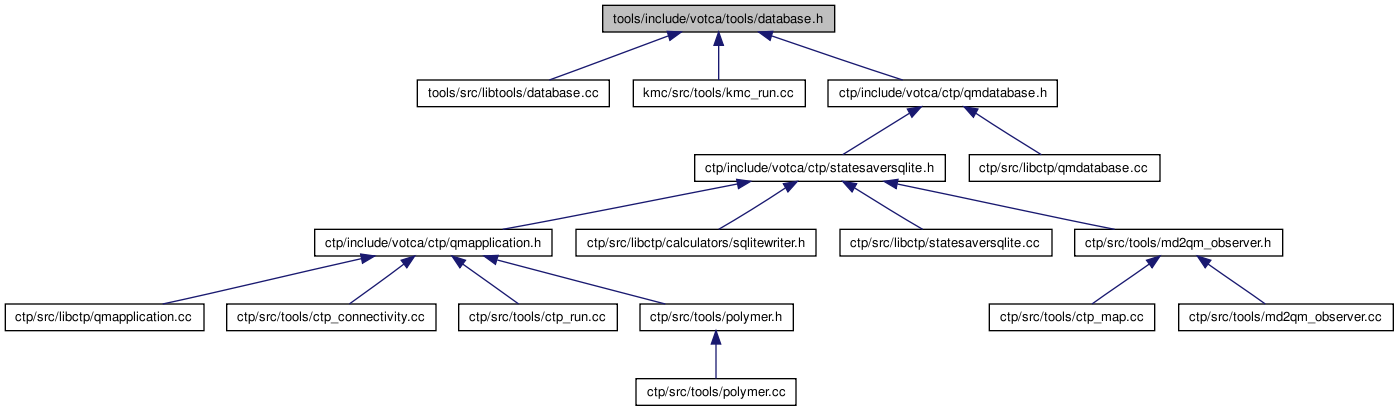 tools/include/votca/tools/database.h
tools/src/libtools/database.cc
kmc/src/tools/kmc_run.cc
ctp/include/votca/ctp/qmdatabase.h
ctp/include/votca/ctp/statesaversqlite.h
ctp/src/libctp/qmdatabase.cc
ctp/include/votca/ctp/qmapplication.h
ctp/src/libctp/calculators/sqlitewriter.h
ctp/src/libctp/statesaversqlite.cc
ctp/src/tools/md2qm_observer.h
ctp/src/libctp/qmapplication.cc
ctp/src/tools/ctp_connectivity.cc
ctp/src/tools/ctp_run.cc
ctp/src/tools/polymer.h
ctp/src/tools/ctp_map.cc
ctp/src/tools/md2qm_observer.cc
ctp/src/tools/polymer.cc